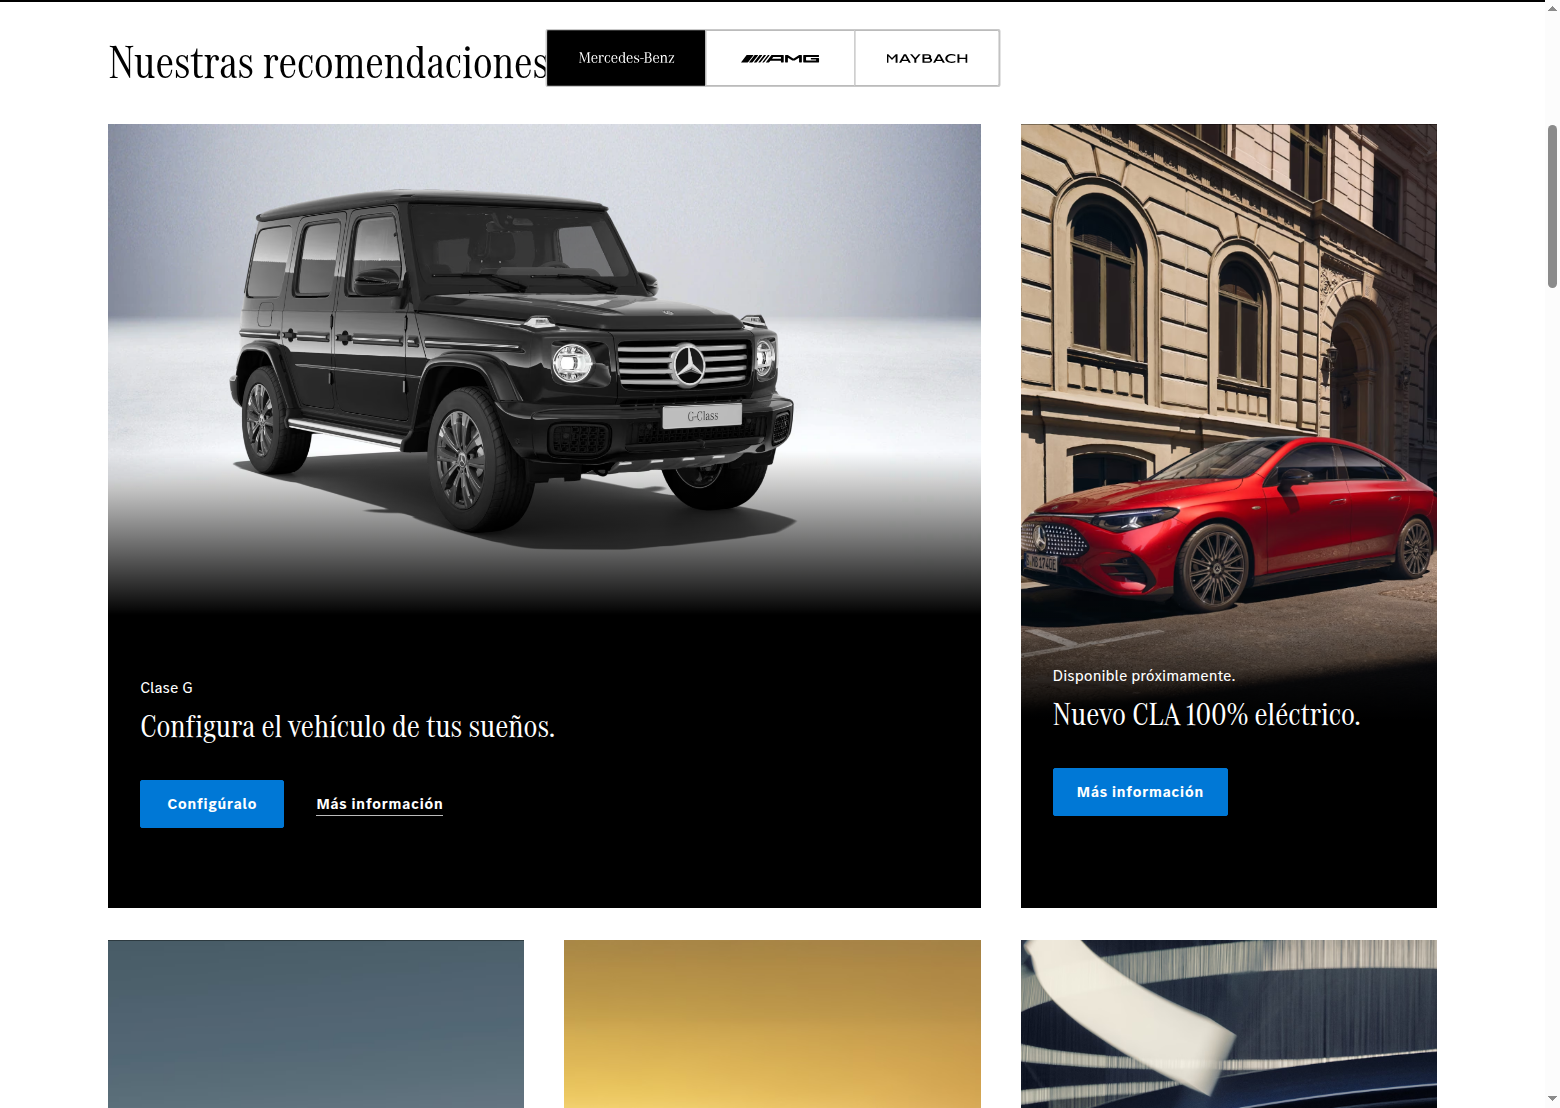 Nuestras recomendaciones
Mercedes-Benz
AMG
MAYBACH
G-Class
Clase G
Configura el vehículo de tus sueños.
Configúralo
Más información
Disponible próximamente.
Nuevo CLA 100% eléctrico.
Más información